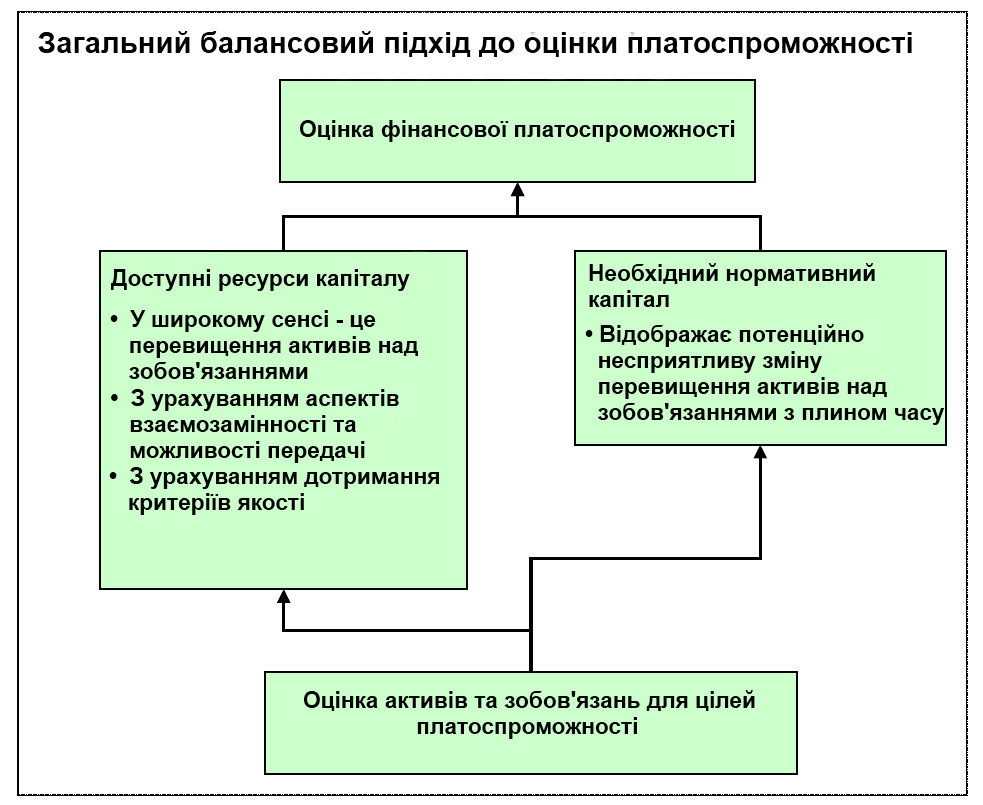 Загальний балансовий підхід до оцінки платоспроможності
Оцінка фінансової платоспроможності
Доступні ресурси капіталу
• У широкому сенсі - це
перевищення активів над
зобов'язаннями
• З урахуванням аспектів
взаємозамінності та
можливості передачі
• З урахуванням дотримання
критеріїв якості
Необхідний нормативний
капітал
• Відображає потенційно
несприятливу зміну
перевищення активів над
зобов'язаннями з плином часу
Оцінка активів та зобов'язань для цілей
платоспроможності